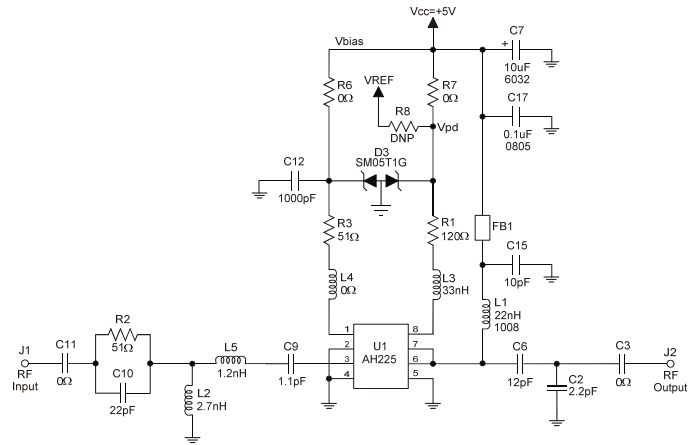 Vcc=+5V
Vbias
C7
+
10uF
6032
R6
0Ω
VREF
R7
0Ω
R8
DNP
Vpd
C17
0.1uF
0805
D3
SM05T1G
C12
1000pF
R3
51Ω
R1
120Ω
FB1
C15
10pF
L4
0Ω
L3
33nH
L1
22nH
1008
J1
RF
Input
C11
0Ω
R2
51Ω
C10
22pF
L2
2.7nH
L5
1.2nH
C9
1.1pF
1
2
3
4
U1
AH225
8
7
6
5
C6
12pF
C2
2.2pF
C3
0Ω
J2
RF
Output